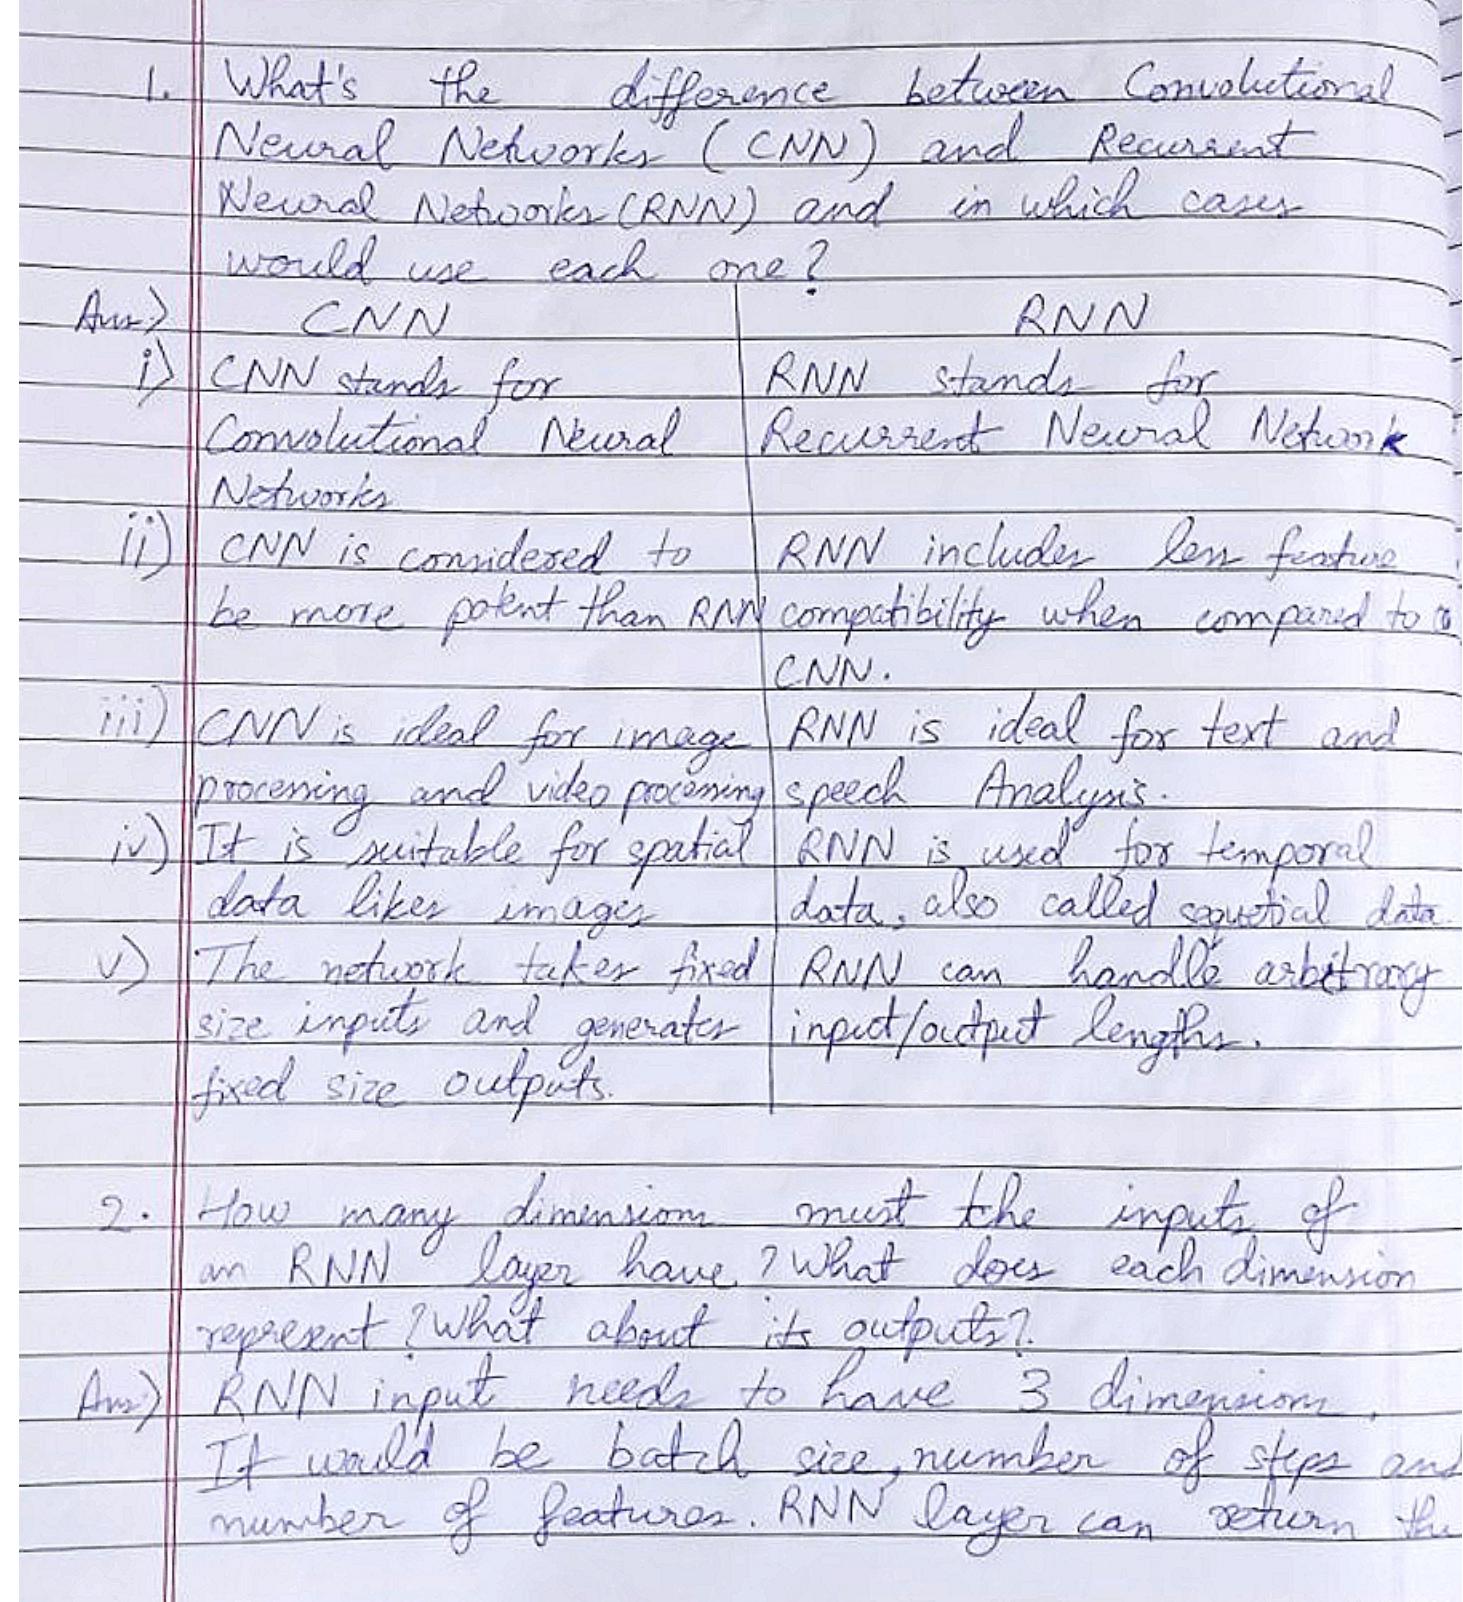 1. What's the difference between Convolutional
Neural Networks (CNN) and Recurrent
Neural Networks (RNN) and in which cases
would use each one?
Ans> CNN RNN
i) CNN stands for RNN stands for
Convolutional Neural Recurrent Neural Network
Networks
ii) CNN is considered to RNN includes less feature
be more potent than RNN compatibility when compared to
CNN.
iii) CNN is ideal for image RNN is ideal for text and
processing and video processing speech Analysis.
iv) It is suitable for spatial RNN is used for temporal
data likes images data, also called sequetial data.
v) The network takes fixed RNN can handle arbitrary
size inputs and generates input/output lengths.
fixed size outputs.
2. How many dimensions must the inputs of
an RNN layer have? What does each dimension
represent? What about its outputs?
Ans) RNN input needs to have 3 dimensions.
It would be batch size, number of steps and
number of features. RNN layer can return the